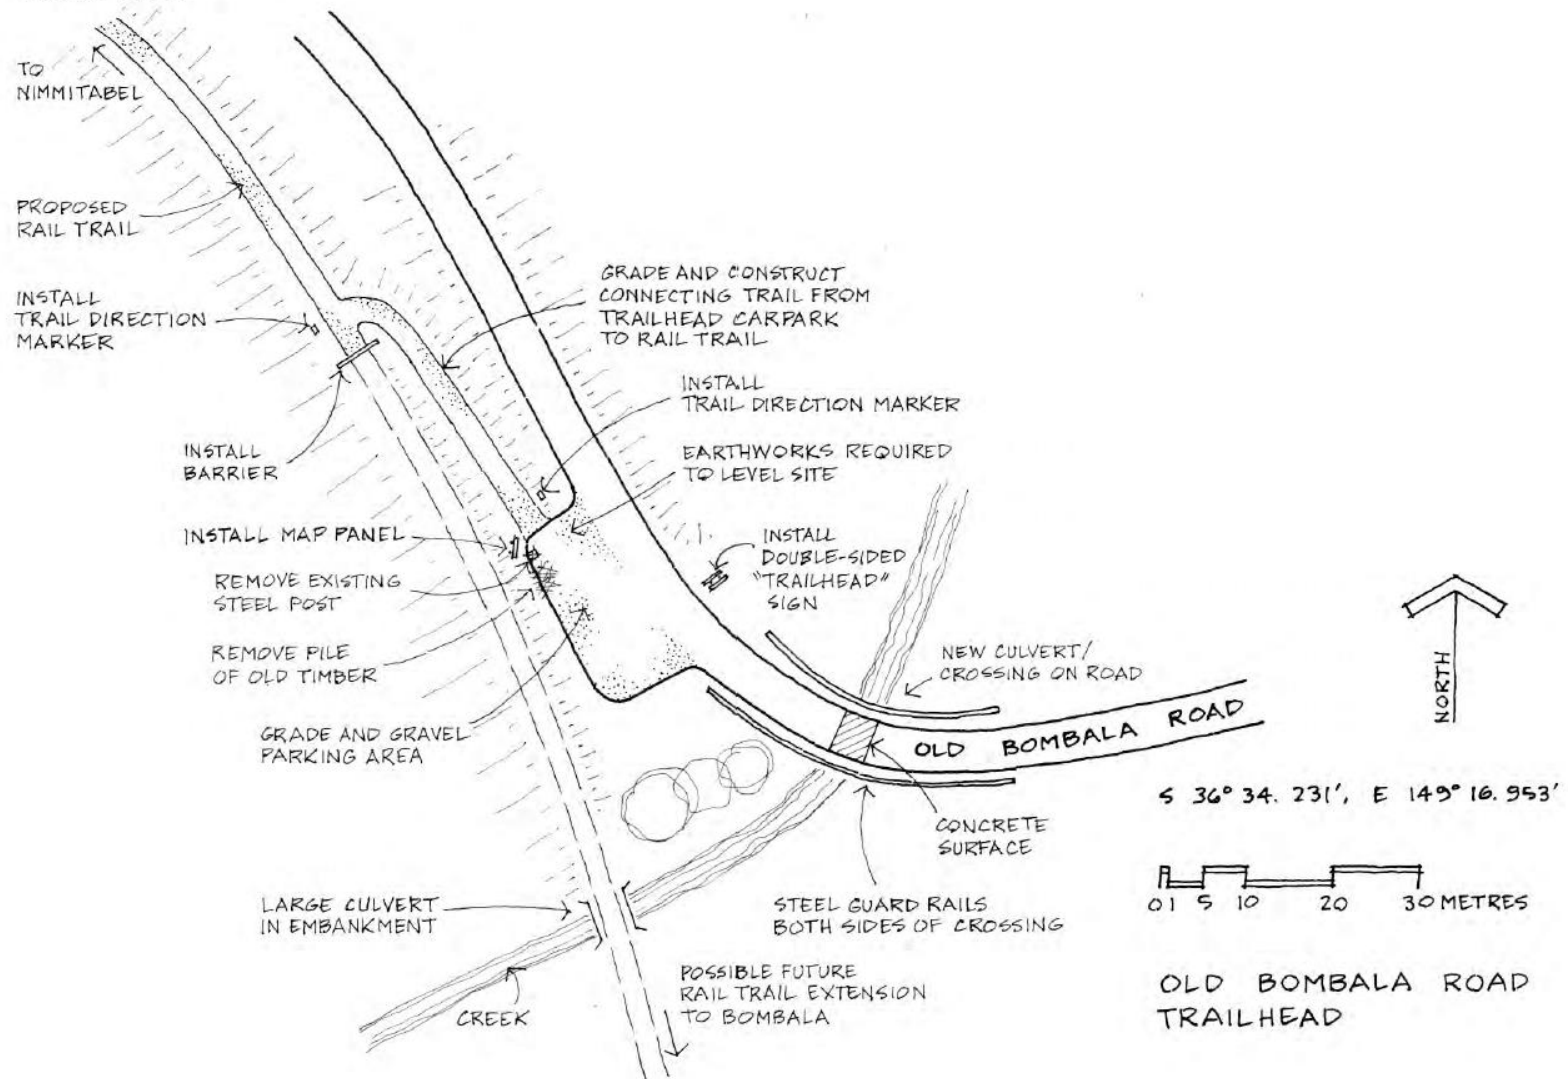 TO
NIMMITABEL
PROPOSED
RAIL TRAIL
INSTALL
TRAIL DIRECTION
MARKER
INSTALL
BARRIER
GRADE AND CONSTRUCT
CONNECTING TRAIL FROM
TRAILHEAD CARPARK
TO RAIL TRAIL
INSTALL
TRAIL DIRECTION MARKER
EARTHWORKS REQUIRED
TO LEVEL SITE
INSTALL MAP PANEL
REMOVE EXISTING
STEEL POST
REMOVE PILE
OF OLD TIMBER
GRADE AND GRAVEL
PARKING AREA
INSTALL
DOUBLE-SIDED
"TRAILHEAD"
SIGN
NEW CULVERT/
CROSSING ON ROAD
OLD BOMBALA ROAD
CONCRETE
SURFACE
STEEL GUARD RAILS
BOTH SIDES OF CROSSING
LARGE CULVERT
IN EMBANKMENT
CREEK
POSSIBLE FUTURE
RAIL TRAIL EXTENSION
TO BOMBALA
NORTH
S 36° 34. 231', E 149° 16. 953'
0 1 5 10 20 30 METRES
OLD BOMBALA ROAD
TRAILHEAD